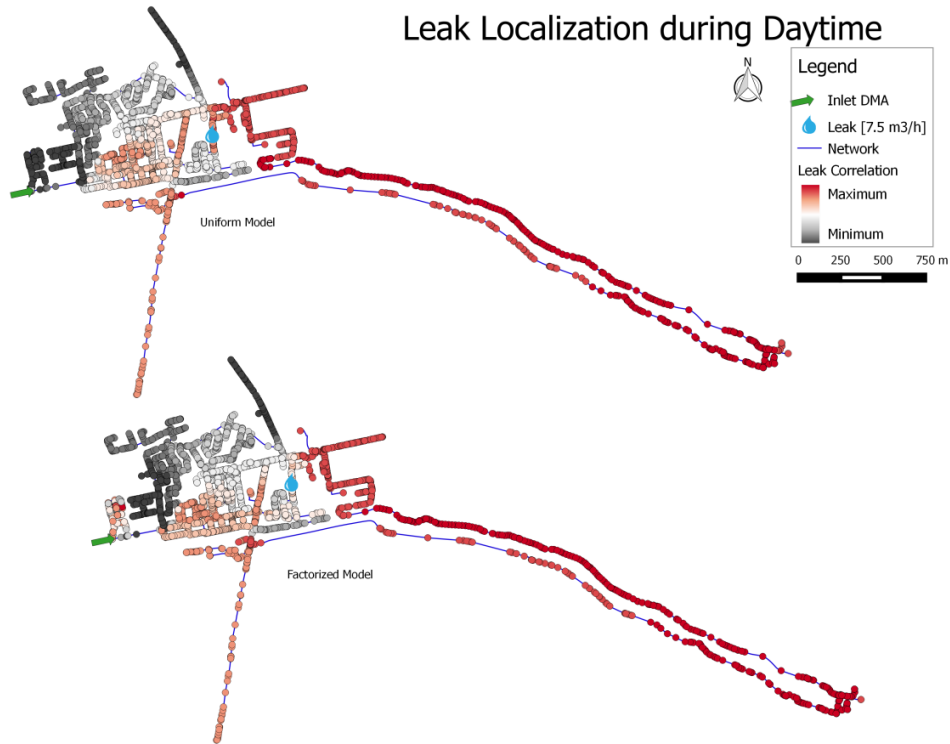 Leak Localization during Daytime
N
Legend
Inlet DMA
Leak [7.5 m3/h]
Network
Leak Correlation
Maximum
Minimum
0 250 500 750 m
Uniform Model
Factorized Model